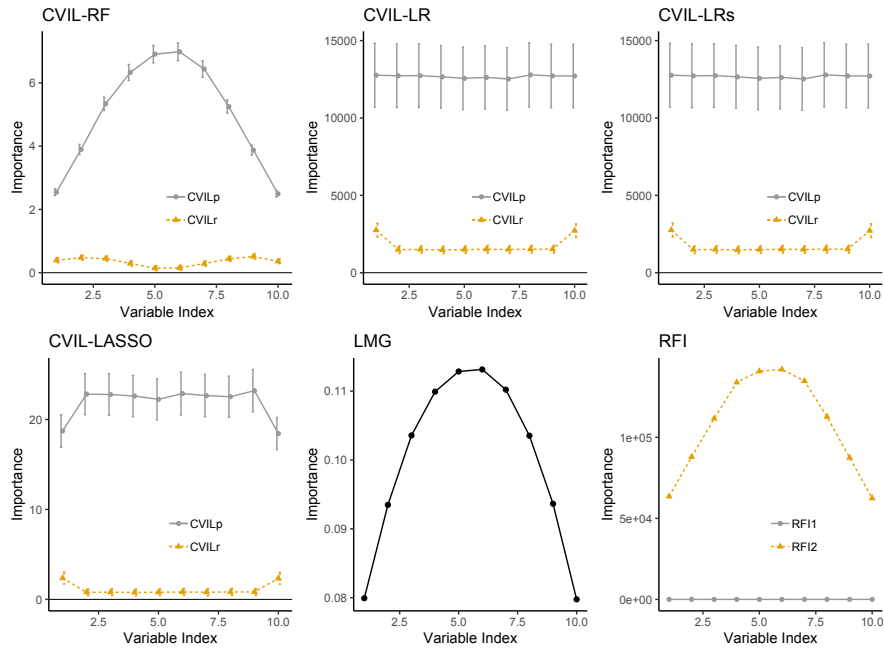 CVIL-RF
Importance
6
4
2
0
CVILp
CVILr
2.5
5.0
7.5
10.0
Variable Index
CVIL-LR
Importance
15000
10000
5000
0
CVILp
CVILr
2.5
5.0
7.5
10.0
Variable Index
CVIL-LRs
Importance
15000
10000
5000
0
CVILp
CVILr
2.5
5.0
7.5
10.0
Variable Index
CVIL-LASSO
Importance
20
10
0
CVILp
CVILr
2.5
5.0
7.5
10.0
Variable Index
LMG
Importance
0.11
0.10
0.09
0.08
2.5
5.0
7.5
10.0
Variable Index
RFI
Importance
1e+05
5e+04
0e+00
RFI1
RFI2
2.5
5.0
7.5
10.0
Variable Index